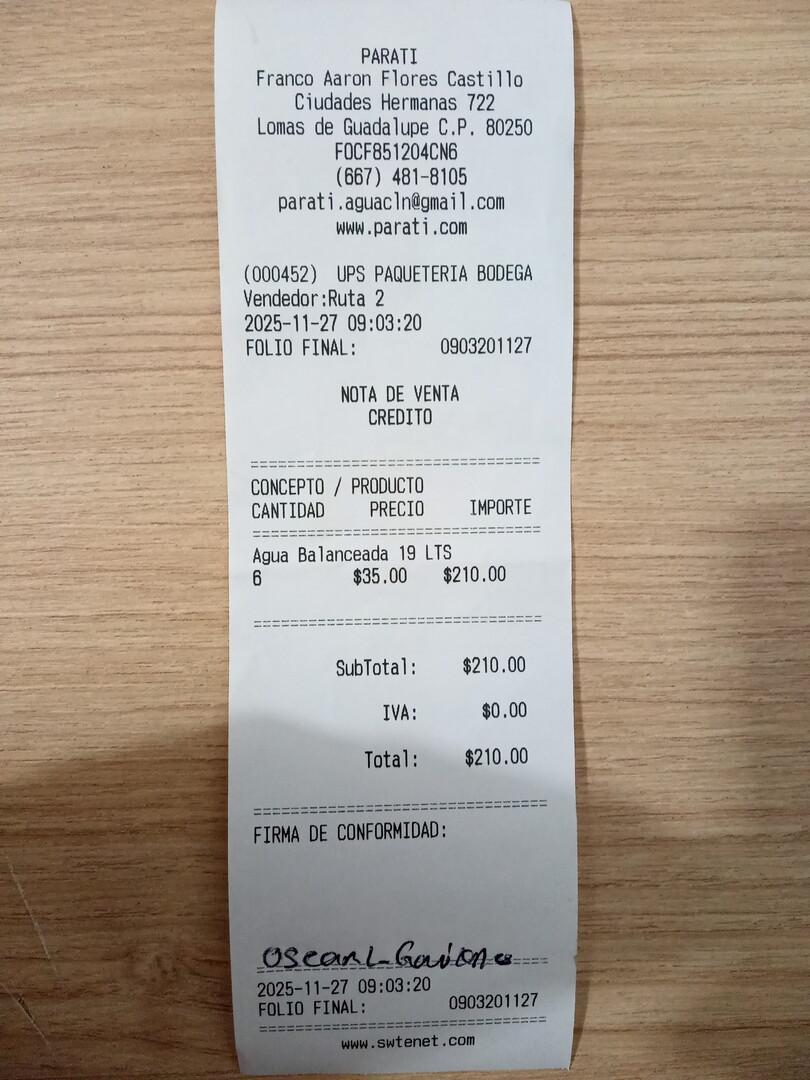 PARATI
Franco Aaron Flores Castillo
Ciudades Hermanas 722
Lomas de Guadalupe C.P. 80250
FOCF851204CN6
(667) 481-8105
parati.aguacln@gmail.com
www.parati.com
(000452) UPS PAQUETERIA BODEGA
Vendedor:Ruta 2
2025-11-27 09:03:20
FOLIO FINAL: 0903201127
NOTA DE VENTA
CREDITO
CONCEPTO / PRODUCTO
CANTIDAD PRECIO IMPORTE
Agua Balanceada 19 LTS
6 $35.00 $210.00
SubTotal: $210.00
IVA: $0.00
Total: $210.00
FIRMA DE CONFORMIDAD:
Oscar L
2025-11-27 09:03:20
FOLIO FINAL: 0903201127
www.swtenet.com